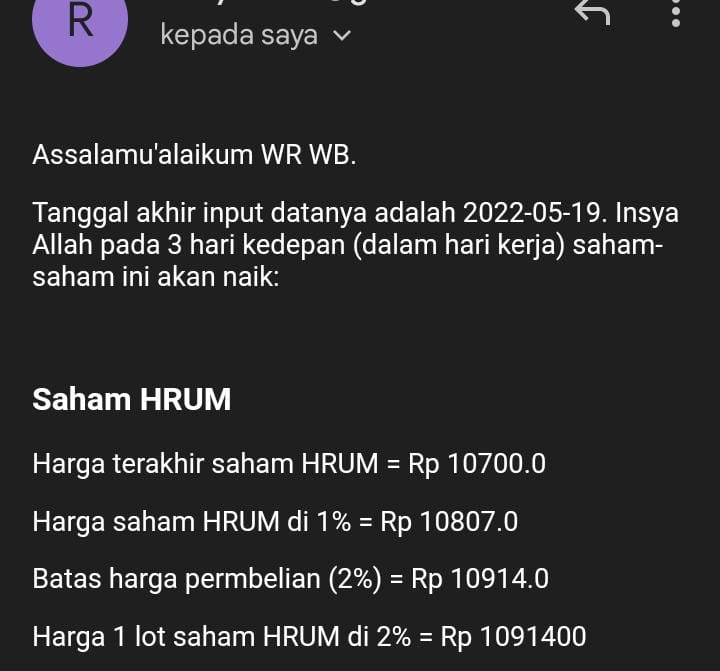 R
kepada saya
Assalamu'alaikum WR WB.
Tanggal akhir input datanya adalah 2022-05-19. Insya
Allah pada 3 hari kedepan (dalam hari kerja) saham-
saham ini akan naik:
Saham HRUM
Harga terakhir saham HRUM = Rp 10700.0
Harga saham HRUM di 1% = Rp 10807.0
Batas harga permbelian (2%) = Rp 10914.0
Harga 1 lot saham HRUM di 2% = Rp 1091400